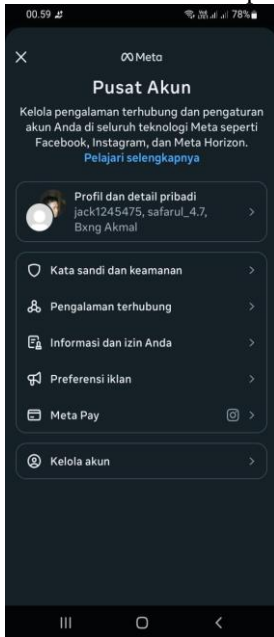 00.59
78%
Meta
Pusat Akun
Kelola pengalaman terhubung dan pengaturan
akun Anda di seluruh teknologi Meta seperti
Facebook, Instagram, dan Meta Horizon.
Pelajari selengkapnya
Profil dan detail pribadi
jack1245475, safarul_4.7,
Bxng Akmal
Kata sandi dan keamanan
Pengalaman terhubung
Informasi dan izin Anda
Preferensi iklan
Meta Pay
Kelola akun